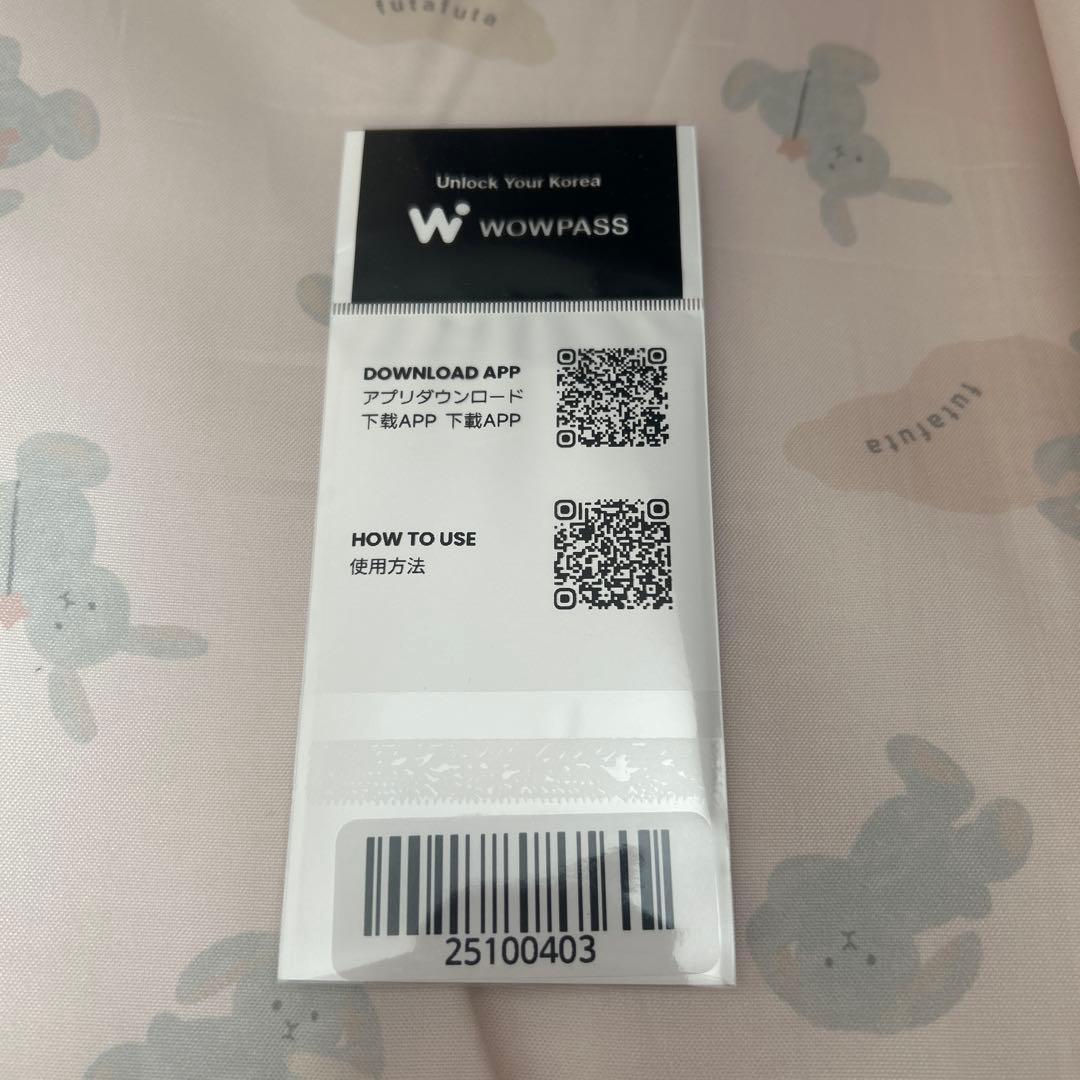 futafuta
Unlock Your Korea
Wi WOWPASS
DOWNLOAD APP
アプリダウンロード
下载APP 下載APP
futafuta
HOW TO USE
使用方法
25100403